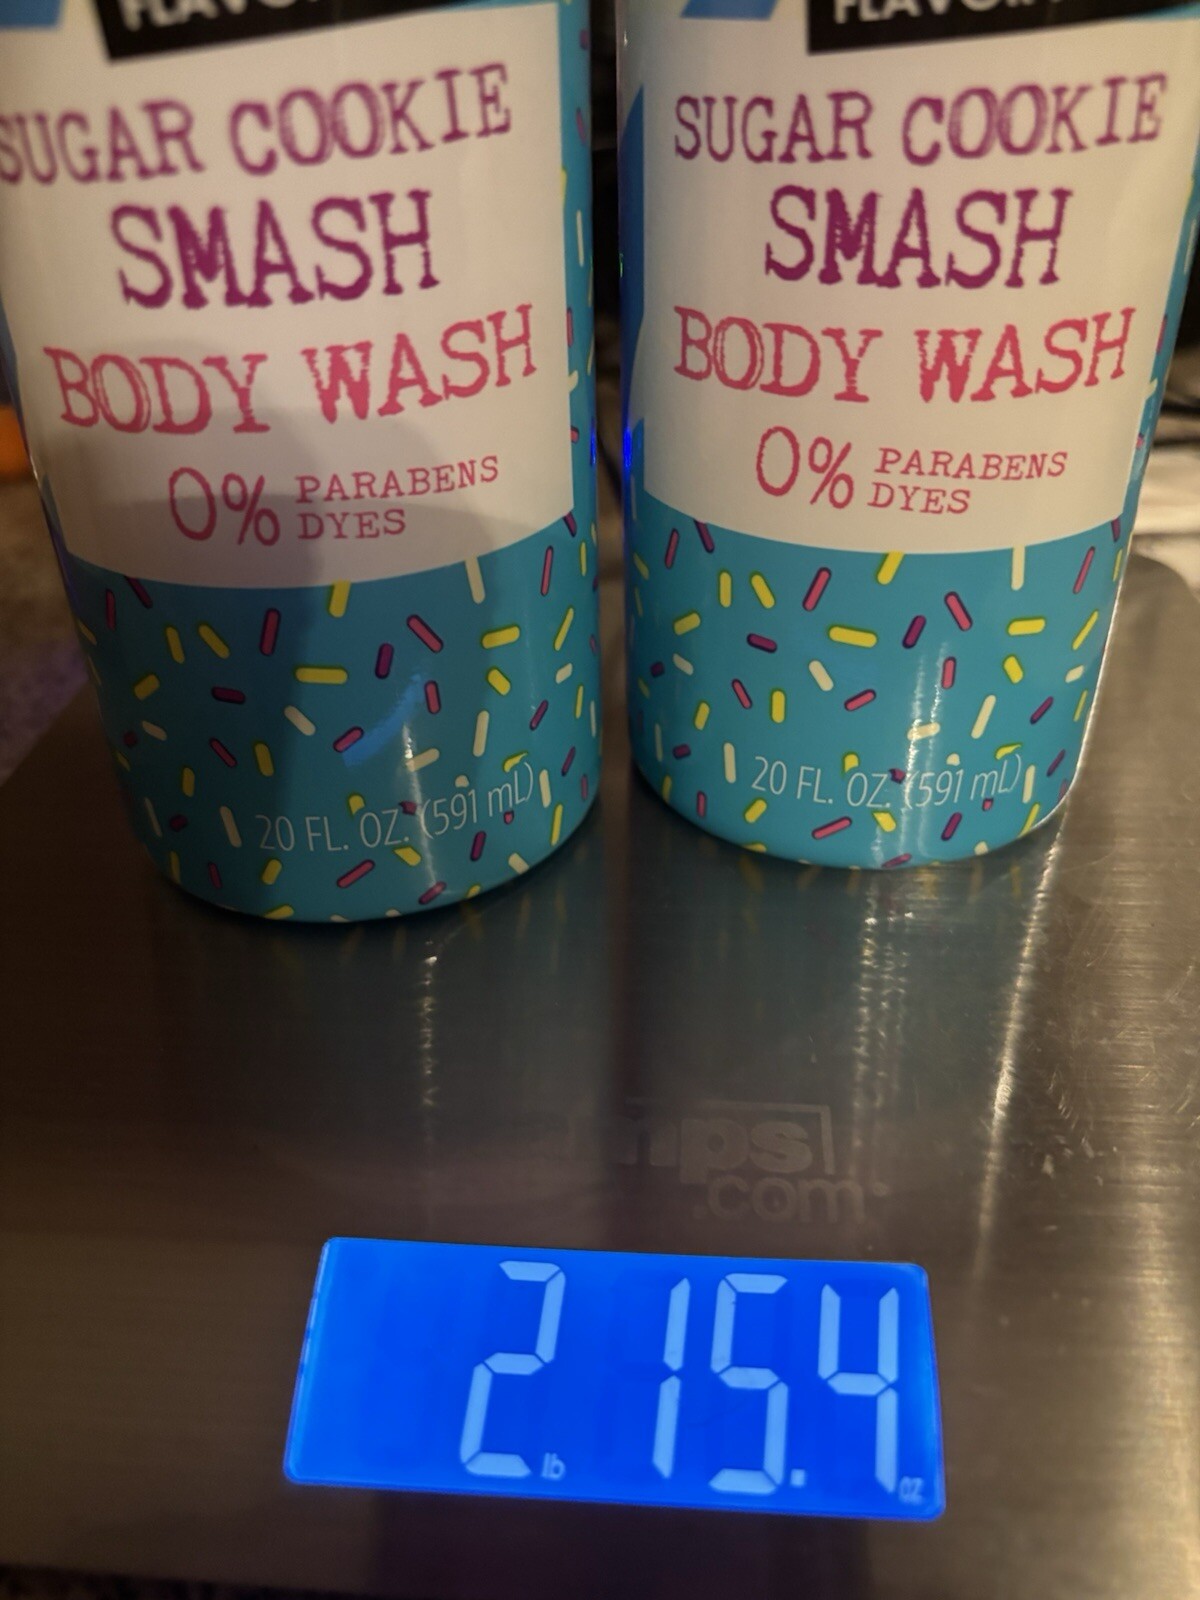 SUGAR COOKIE
SMASH
BODY WASH
0% PARABENS
DYES
20 FL. OZ. (591 mL)
SUGAR COOKIE
SMASH
BODY WASH
0% PARABENS
DYES
20 FL. OZ. (591 mL)
.com
2 lb 15.4 oz